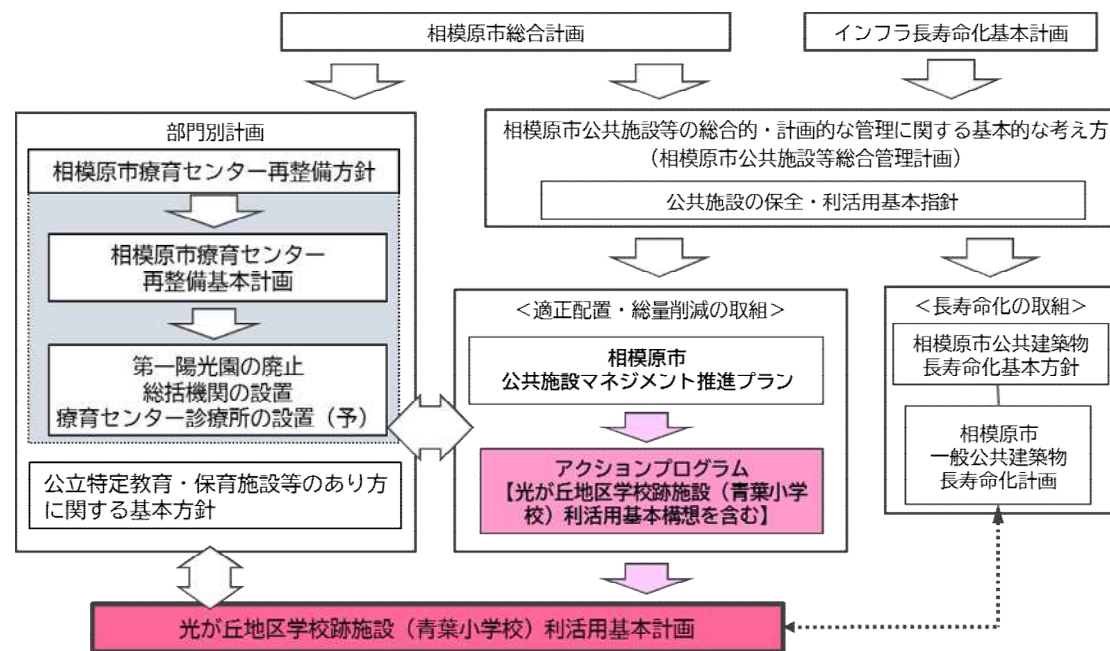 相模原市総合計画
インフラ長寿命化基本計画
部門別計画
相模原市療育センター再整備方針
相模原市療育センター
再整備基本計画
第一陽光園の廃止
総括機関の設置
療育センター診療所の設置（予）
公立特定教育・保育施設等のあり方
に関する基本方針
相模原市公共施設等の総合的・計画的な管理に関する基本的な考え方
（相模原市公共施設等総合管理計画）
公共施設の保全・利活用基本指針
＜適正配置・総量削減の取組＞
相模原市
公共施設マネジメント推進プラン
アクションプログラム
【光が丘地区学校跡施設（青葉小学
校）利活用基本構想を含む】
＜長寿命化の取組＞
相模原市公共建築物
長寿命化基本方針
相模原市
一般公共建築物
長寿命化計画
光が丘地区学校跡施設（青葉小学校）利活用基本計画